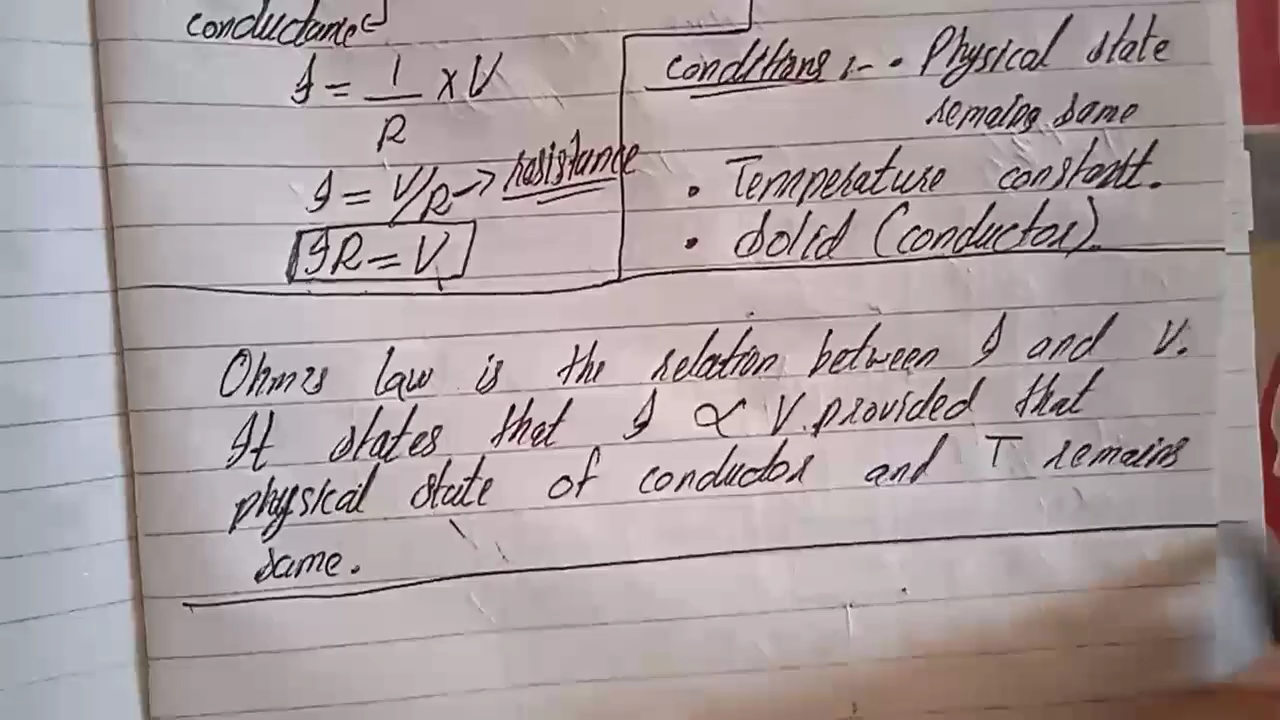 conductance
I = 1/R x V
I = V/R → resistance
IR = V
conditions :- • Physical state
remains same
• Temperature constant.
• Solid (conductor)
Ohm's law is the relation between I and V.
It states that I ∝ V provided that
physical state of conductor and T remains
same.